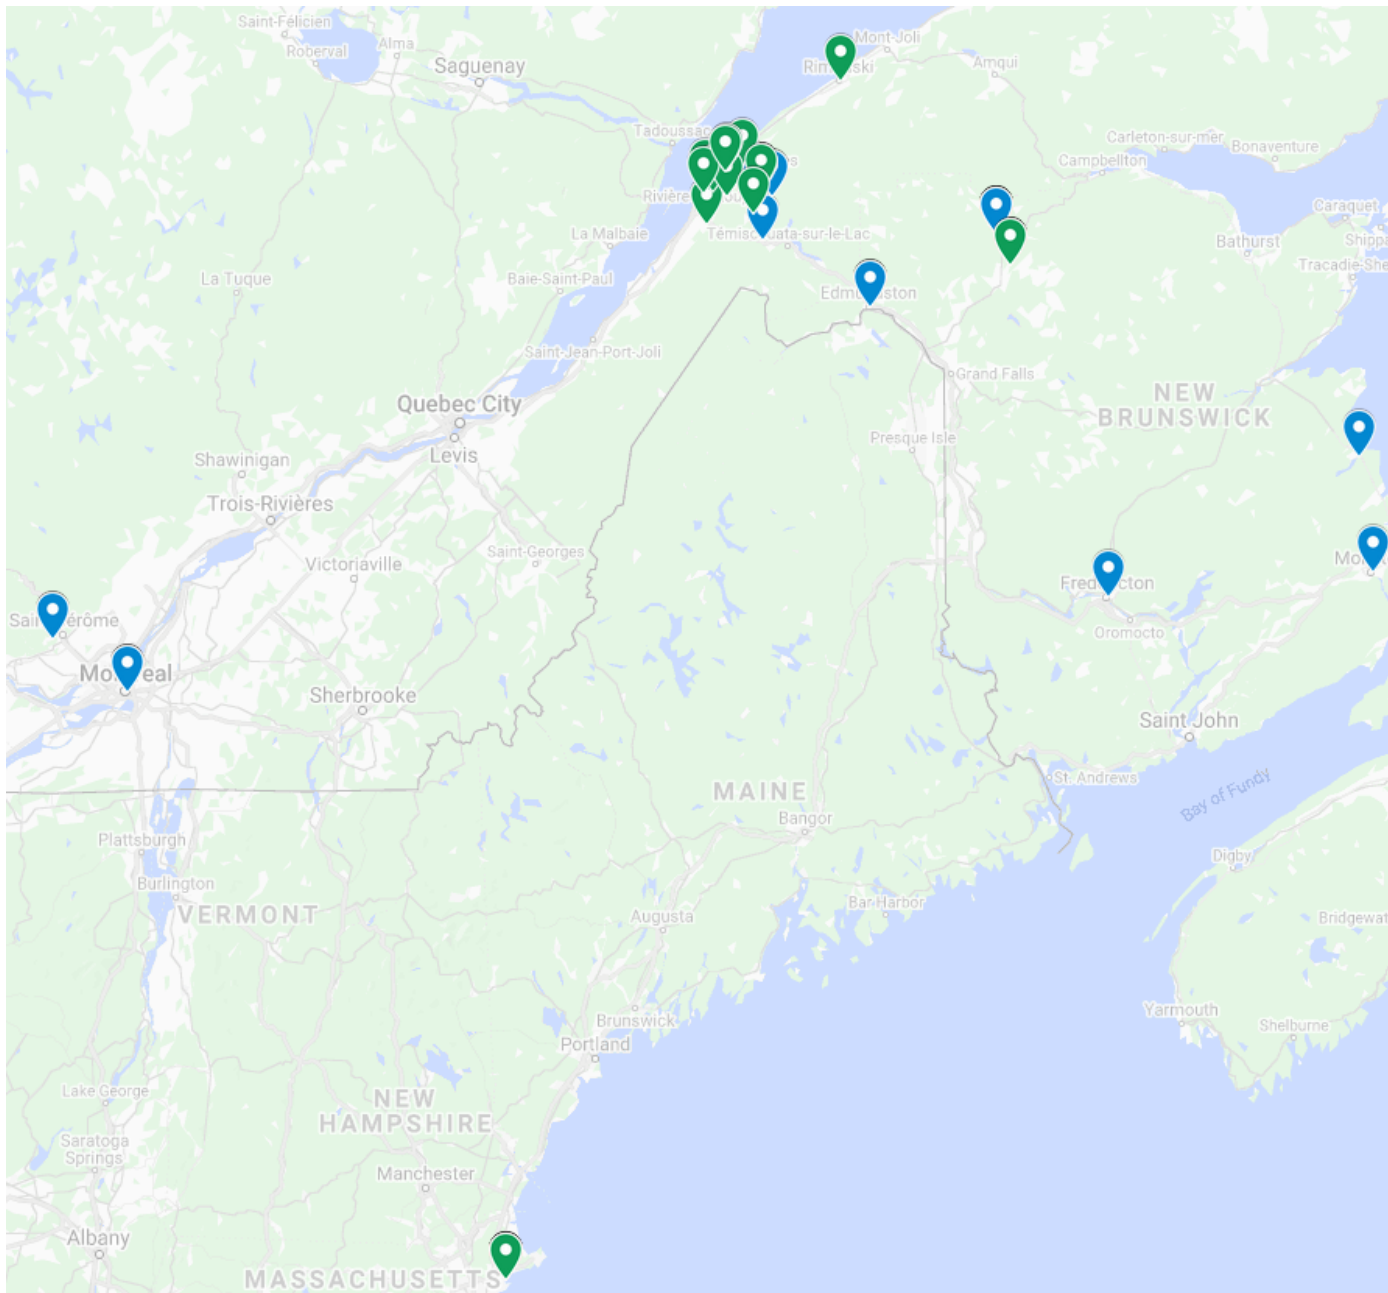 Saint-Félicien
Roberval
Alma
Saguenay
Mont-Joli
Amqui
Tadoussac
Carleton-sur-mer
Bonaventure
Campbellton
Caraquet
La Malbaie
Témiscouata-sur-le-Lac
Bathurst
La Tuque
Baie-Saint-Paul
Saint-Jean-Port-Joli
Grand Falls
Quebec City
NEW
BRUNSWICK
Levis
Presque Isle
Shawinigan
Trois-Rivières
Victoriaville
Saint-Georges
Oromocto
Sherbrooke
Saint John
St. Andrews
MAINE
Bay of Fundy
Bangor
Plattsburgh
Digby
Burlington
VERMONT
Bar Harbor
Augusta
Brunswick
Yarmouth
Shelburne
Portland
Lake George
NEW
HAMPSHIRE
Saratoga
Springs
Manchester
Albany
MASSACHUSETTS